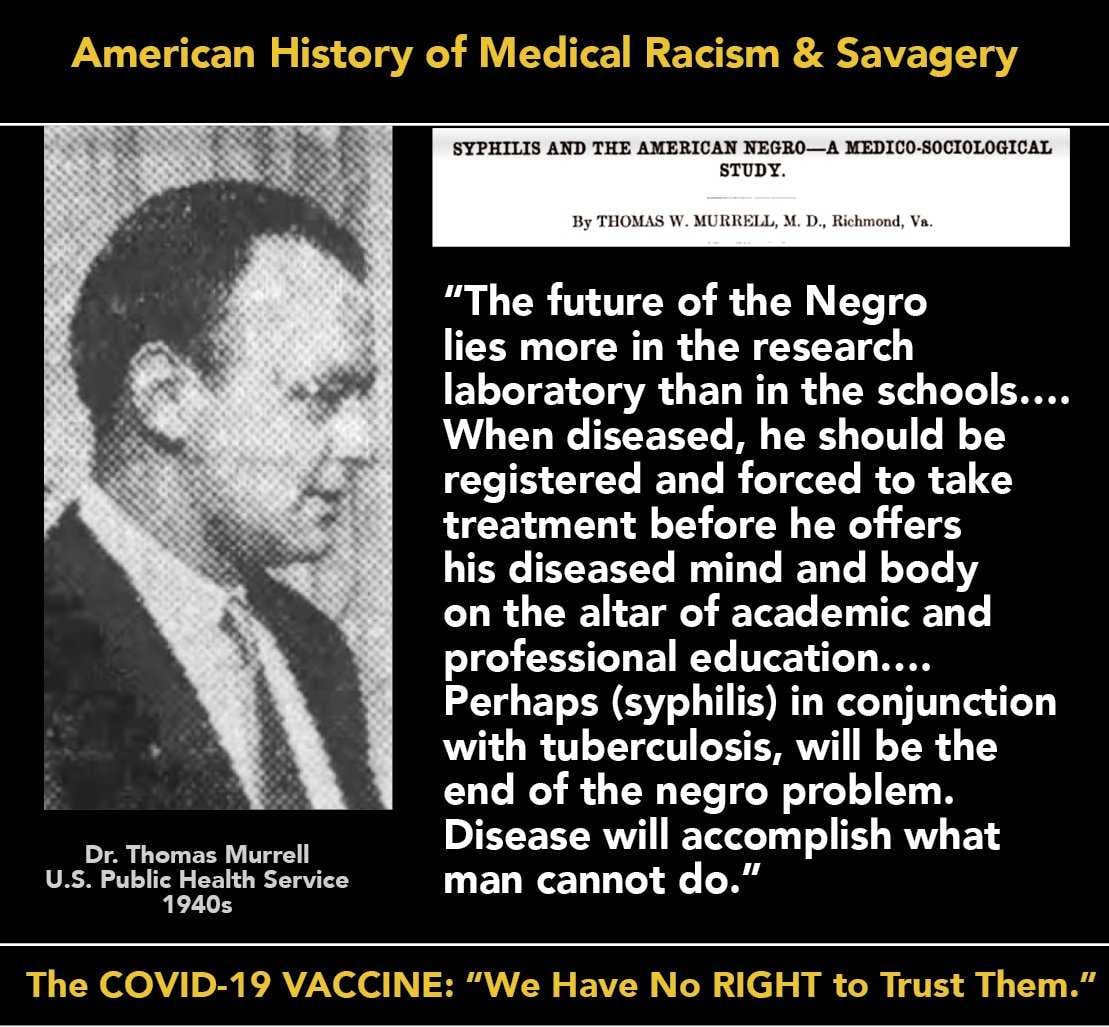 American History of Medical Racism & Savagery
SYPHILIS AND THE AMERICAN NEGRO—A MEDICO-SOCIOLOGICAL
STUDY.
By THOMAS W. MURRELL, M. D., Richmond, Va.
“The future of the Negro
lies more in the research
laboratory than in the schools....
When diseased, he should be
registered and forced to take
treatment before he offers
his diseased mind and body
on the altar of academic and
professional education....
Perhaps (syphilis) in conjunction
with tuberculosis, will be the
end of the negro problem.
Disease will accomplish what
man cannot do.”
Dr. Thomas Murrell
U.S. Public Health Service
1940s
The COVID-19 VACCINE: “We Have No RIGHT to Trust Them.”